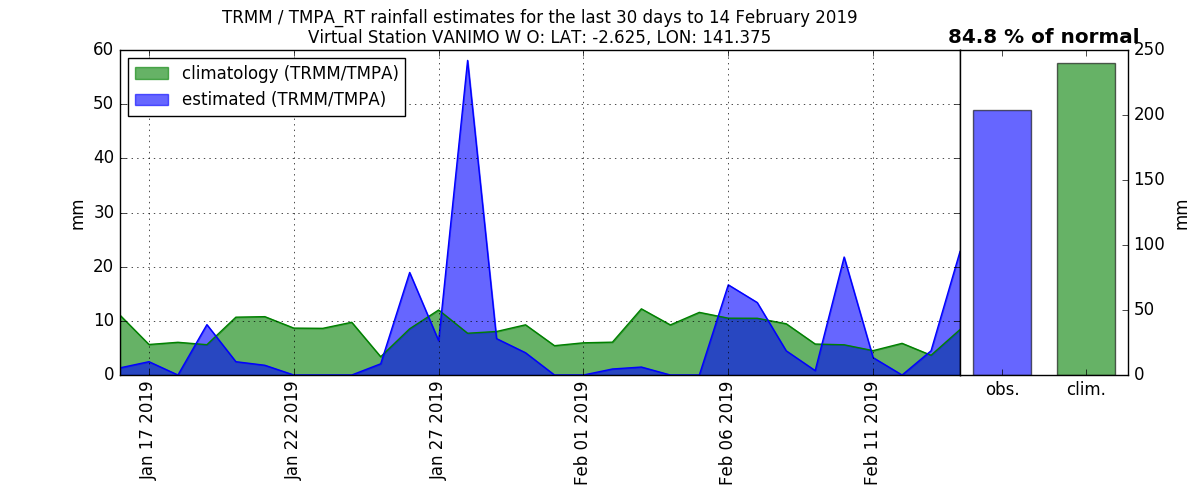 TRMM / TMPA_RT rainfall estimates for the last 30 days to 14 February 2019
Virtual Station VANIMO W O: LAT: -2.625, LON: 141.375
84.8 % of normal
climatology (TRMM/TMPA)
estimated (TRMM/TMPA)
60
50
40
30
20
10
0
mm
Jan 17 2019
Jan 22 2019
Jan 27 2019
Feb 01 2019
Feb 06 2019
Feb 11 2019
obs.
clim.
250
200
150
100
50
0
mm